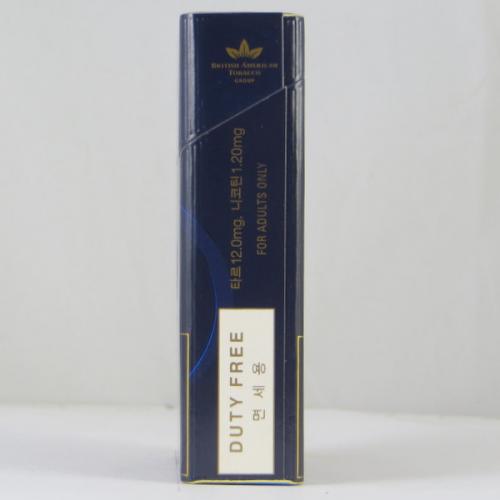 BRITISH AMERICAN
TOBACCO
GROUP
타르 12.0mg, 니코틴 1.20mg
FOR ADULTS ONLY
DUTY FREE
면세용